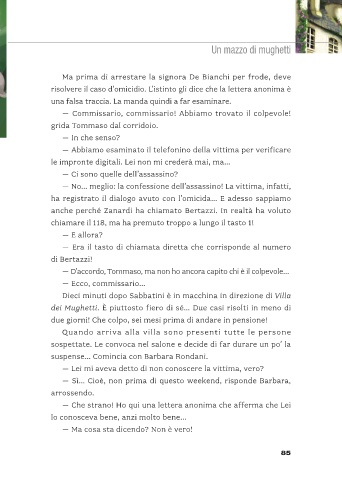 Un mazzo di mughetti
Ma prima di arrestare la signora De Bianchi per frode, deve
risolvere il caso d'omicidio. L'istinto gli dice che la lettera anonima è
una falsa traccia. La manda quindi a far esaminare.
— Commissario, commissario! Abbiamo trovato il colpevole!
grida Tommaso dal corridoio.
— In che senso?
— Abbiamo esaminato il telefonino della vittima per verificare
le impronte digitali. Lei non mi crederà mai, ma...
— Ci sono quelle dell'assassino?
— No... meglio: la confessione dell'assassino! La vittima, infatti,
ha registrato il dialogo avuto con l'omicida... E adesso sappiamo
anche perché Zanardi ha chiamato Bertazzi. In realtà ha voluto
chiamare il 118, ma ha premuto troppo a lungo il tasto 1!
— E allora?
— Era il tasto di chiamata diretta che corrisponde al numero
di Bertazzi!
— D'accordo, Tommaso, ma non ho ancora capito chi è il colpevole...
— Ecco, commissario...
Dieci minuti dopo Sabbatini è in macchina in direzione di Villa
dei Mughetti. È piuttosto fiero di sé... Due casi risolti in meno di
due giorni! Che colpo, sei mesi prima di andare in pensione!
Quando arriva alla villa sono presenti tutte le persone
sospettate. Le convoca nel salone e decide di far durare un po' la
suspense... Comincia con Barbara Rondani.
— Lei mi aveva detto di non conoscere la vittima, vero?
— Sì... Cioè, non prima di questo weekend, risponde Barbara,
arrossendo.
— Che strano! Ho qui una lettera anonima che afferma che Lei
lo conosceva bene, anzi molto bene...
— Ma cosa sta dicendo? Non è vero!
85